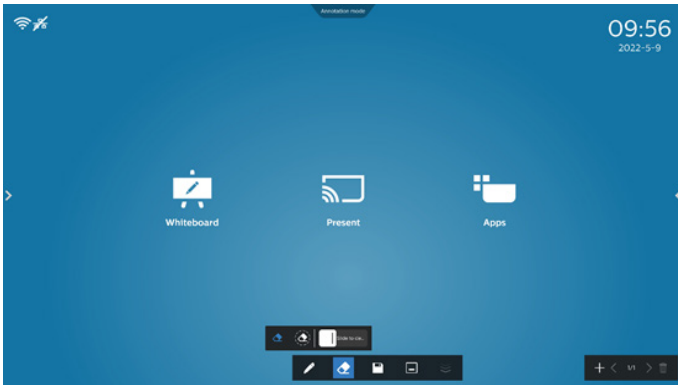 Annotation mode
09:56
2022-5-9
Whiteboard
Present
Apps
Slide to cle...
1/1